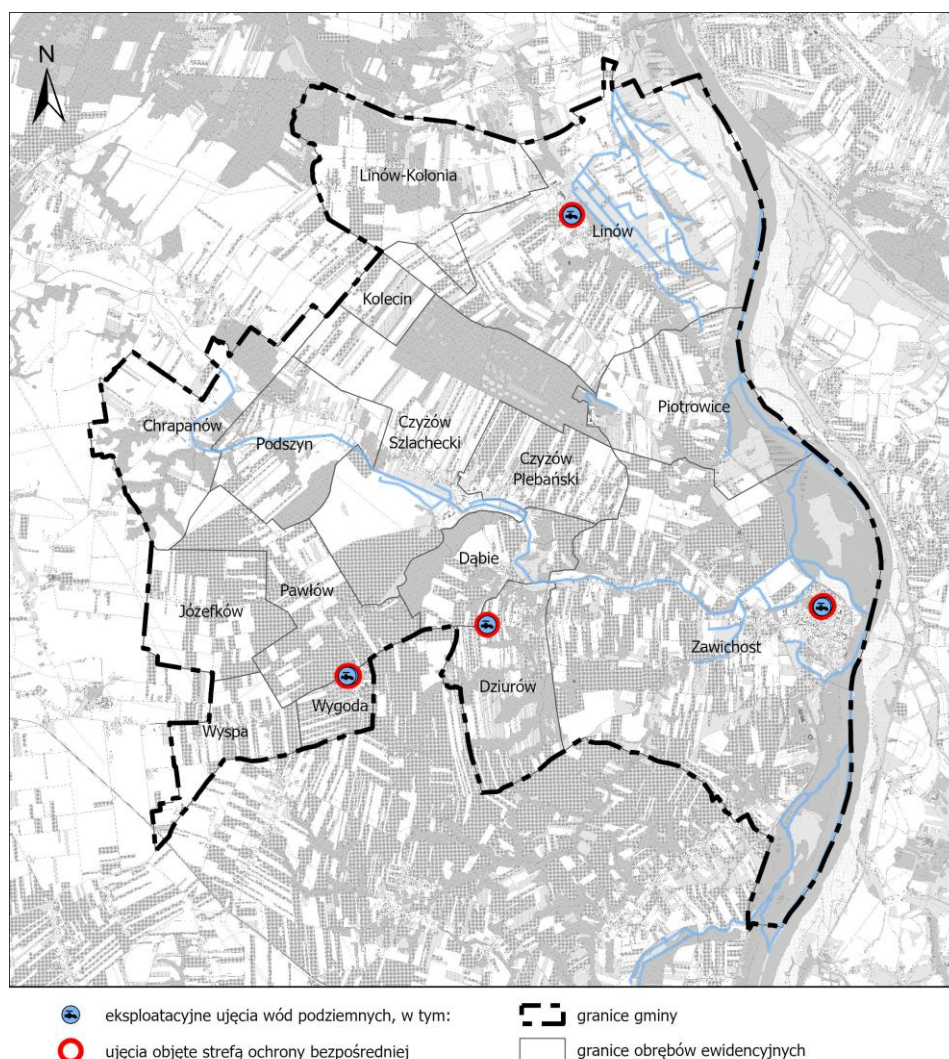 N
Linów-Kolonia
Linów
Kolecin
Piotrowice
Chrapanów
Podszyn
Czyżów
Szlachecki
Czyżów
Plebański
Dąbie
Pawłów
Józefków
Zawichost
Dziurów
Wygoda
Wyspa
eksploatacyjne ujęcia wód podziemnych, w tym:
granice gminy
ujęcia objęte strefą ochrony bezpośredniej
granice obrębów ewidencyjnych